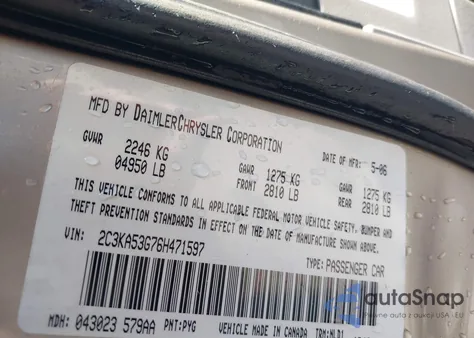 MFD BY DAIMLERCHRYSLER CORPORATION
DATE OF MFR: 5-06
GVWR 2246 KG 04950 LB
GAWR FRONT 1275 KG 2810 LB
GAWR REAR 1275 KG 2810 LB
THIS VEHICLE CONFORMS TO ALL APPLICABLE FEDERAL MOTOR VEHICLE SAFETY, BUMPER AND
THEFT PREVENTION STANDARDS IN EFFECT ON THE DATE OF MANUFACTURE SHOWN ABOVE.
VIN: 2C3KA53G76H471597
TYPE: PASSENGER CAR
MDH: 043023 579AA PNT: PYG VEHICLE MADE IN CANADA TRM: NLD1
autoSnap